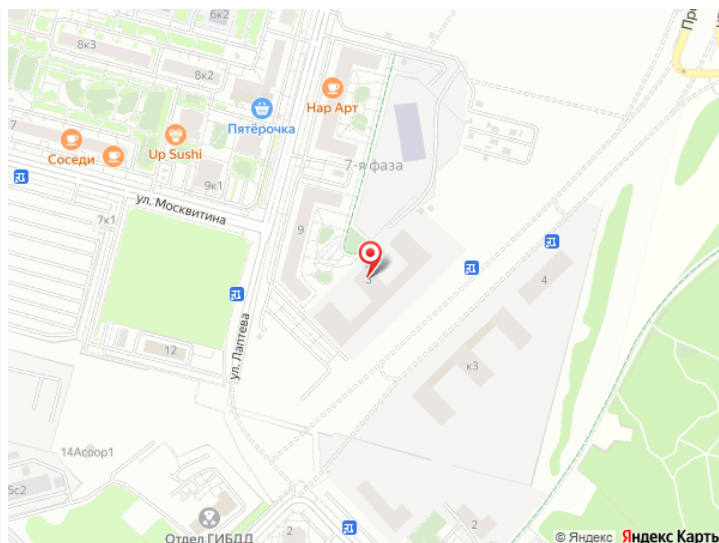 6к2
8к3
8к2
Нар Арт
Пятёрочка
7
Соседи
Up Sushi
7-я фаза
9к1
ул. Москвитина
7к1
9
3
4
ул. Лаптева
12
к3
14Асоор1
5с2
Отдел ГИБДД
2
2
© Яндекс Яндекс Карты